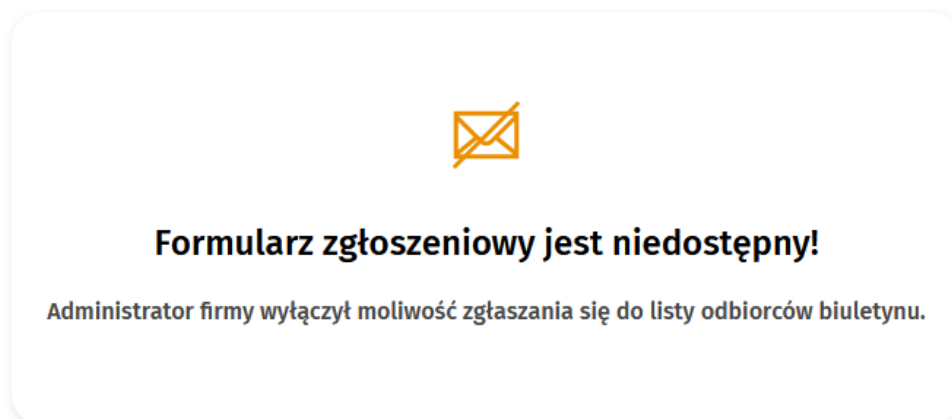 Formularz zgłoszeniowy jest niedostępny!
Administrator firmy wyłączył moliwość zgłaszania się do listy odbiorców biuletynu.